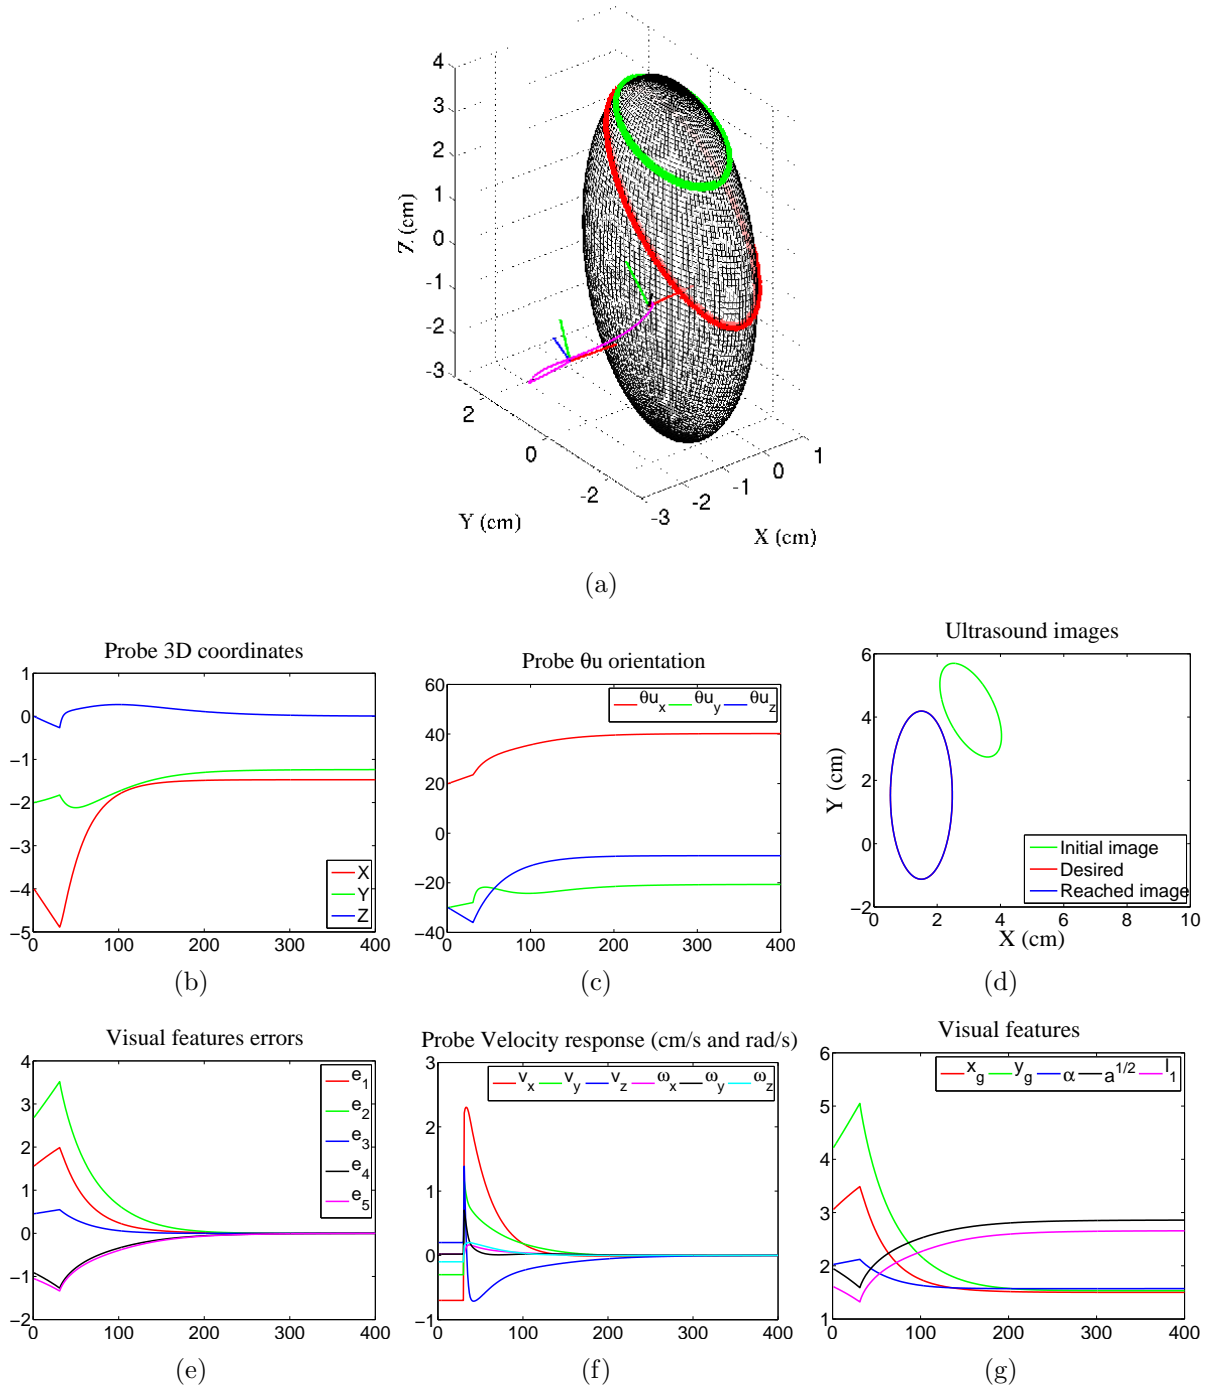 4
3
2
1
0
-1
-2
-3
Z (cm)
2
0
-2
Y (cm)
-3
-2
-1
0
1
X (cm)
(a)
Probe 3D coordinates
1
0
−1
−2
−3
−4
−5
0 100 200 300 400
X
Y
Z
(b)
Probe θu orientation
60
40
20
0
−20
−40
0 100 200 300 400
θu_x θu_y θu_z
(c)
Ultrasound images
6
4
2
0
−2
0 2 4 6 8 10
Y (cm)
X (cm)
Initial image
Desired
Reached image
(d)
Visual features errors
4
3
2
1
0
−1
−2
0 100 200 300 400
e_1
e_2
e_3
e_4
e_5
(e)
Probe Velocity response (cm/s and rad/s)
3
2
1
0
−1
0 100 200 300 400
v_x v_y v_z ω_x ω_y ω_z
(f)
Visual features
6
5
4
3
2
1
0 100 200 300 400
x_g y_g α a^{1/2} l_1
(g)